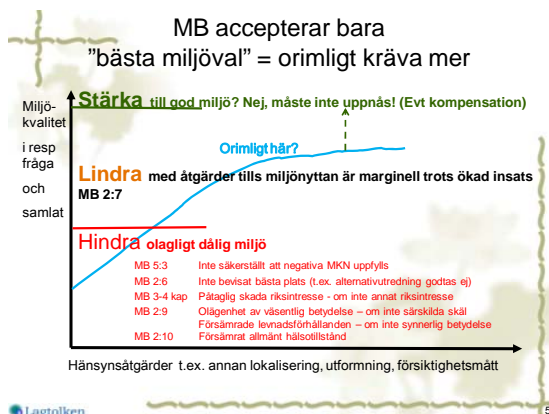 MB accepterar bara
”bästa miljöval” = orimligt kräva mer
Miljö-
kvalitet
i resp
fråga
och
samlat
Stärka till god miljö? Nej, måste inte uppnås! (Evt kompensation)
Orimligt här?
Lindra med åtgärder tills miljönyttan är marginell trots ökad insats
MB 2:7
Hindra olagligt dålig miljö
MB 5:3 Inte säkerställt att negativa MKN uppfylls
MB 2:6 Inte bevisat bästa plats (t.ex. alternativutredning godtas ej)
MB 3-4 kap Påtaglig skada riksintresse - om inte annat riksintresse
MB 2:9 Olägenhet av väsentlig betydelse – om inte särskilda skäl
Försämrade levnadsförhållanden – om inte synnerlig betydelse
MB 2:10 Försämrat allmänt hälsotillstånd
Hänsynsåtgärder t.ex. annan lokalisering, utformning, försiktighetsmått
Lagtolken
5